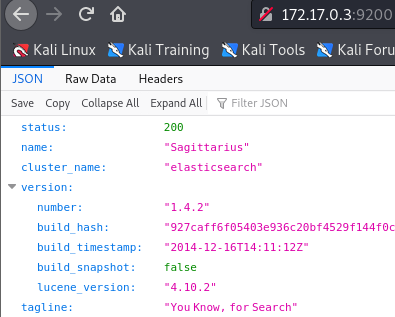 172.17.0.3:9200
Kali Linux Kali Training Kali Tools Kali Foru
JSON Raw Data Headers
Save Copy Collapse All Expand All Filter JSON
status: 200
name: "Sagittarius"
cluster_name: "elasticsearch"
version:
number: "1.4.2"
build_hash: "927caff6f05403e936c20bf4529f144f0c
build_timestamp: "2014-12-16T14:11:12Z"
build_snapshot: false
lucene_version: "4.10.2"
tagline: "You Know, for Search"